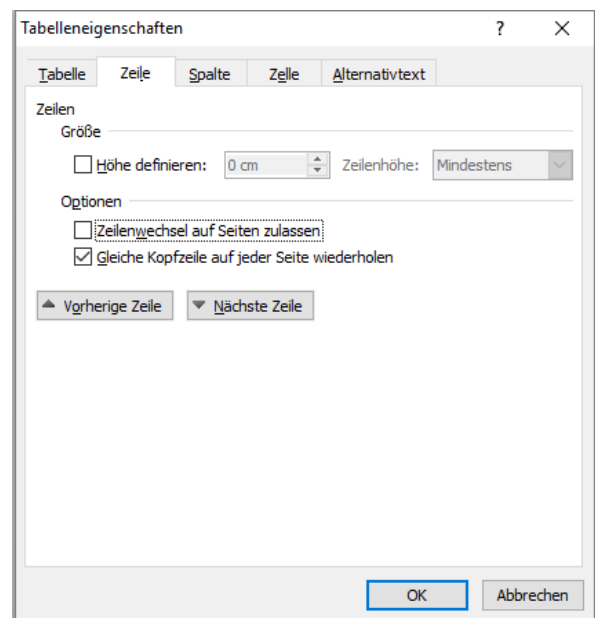 Tabelleneigenschaften ? ×
Tabelle Zeile Spalte Zelle Alternativtext
Zeilen
Größe
Höhe definieren: 0 cm Zeilenhöhe: Mindestens
Optionen
Zeilenwechsel auf Seiten zulassen
Gleiche Kopfzeile auf jeder Seite wiederholen
Vorherige Zeile Nächste Zeile
OK Abbrechen